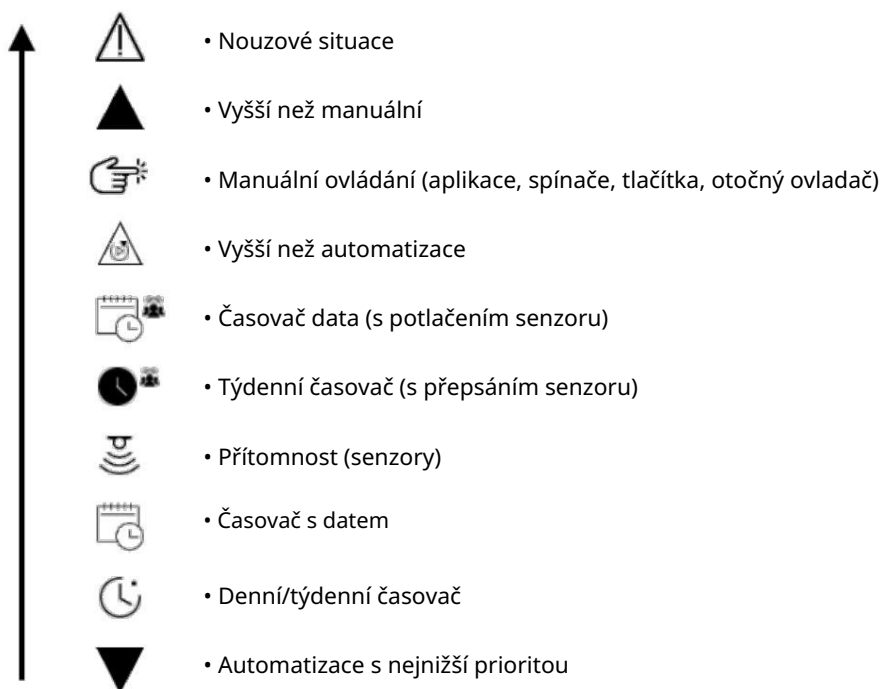 • Nouzové situace
• Vyšší než manuální
• Manuální ovládání (aplikace, spínače, tlačítka, otočný ovladač)
• Vyšší než automatizace
• Časovač data (s potlačením senzoru)
• Týdenní časovač (s přepsáním senzoru)
• Přítomnost (senzory)
• Časovač s datem
• Denní/týdenní časovač
• Automatizace s nejnižší prioritou